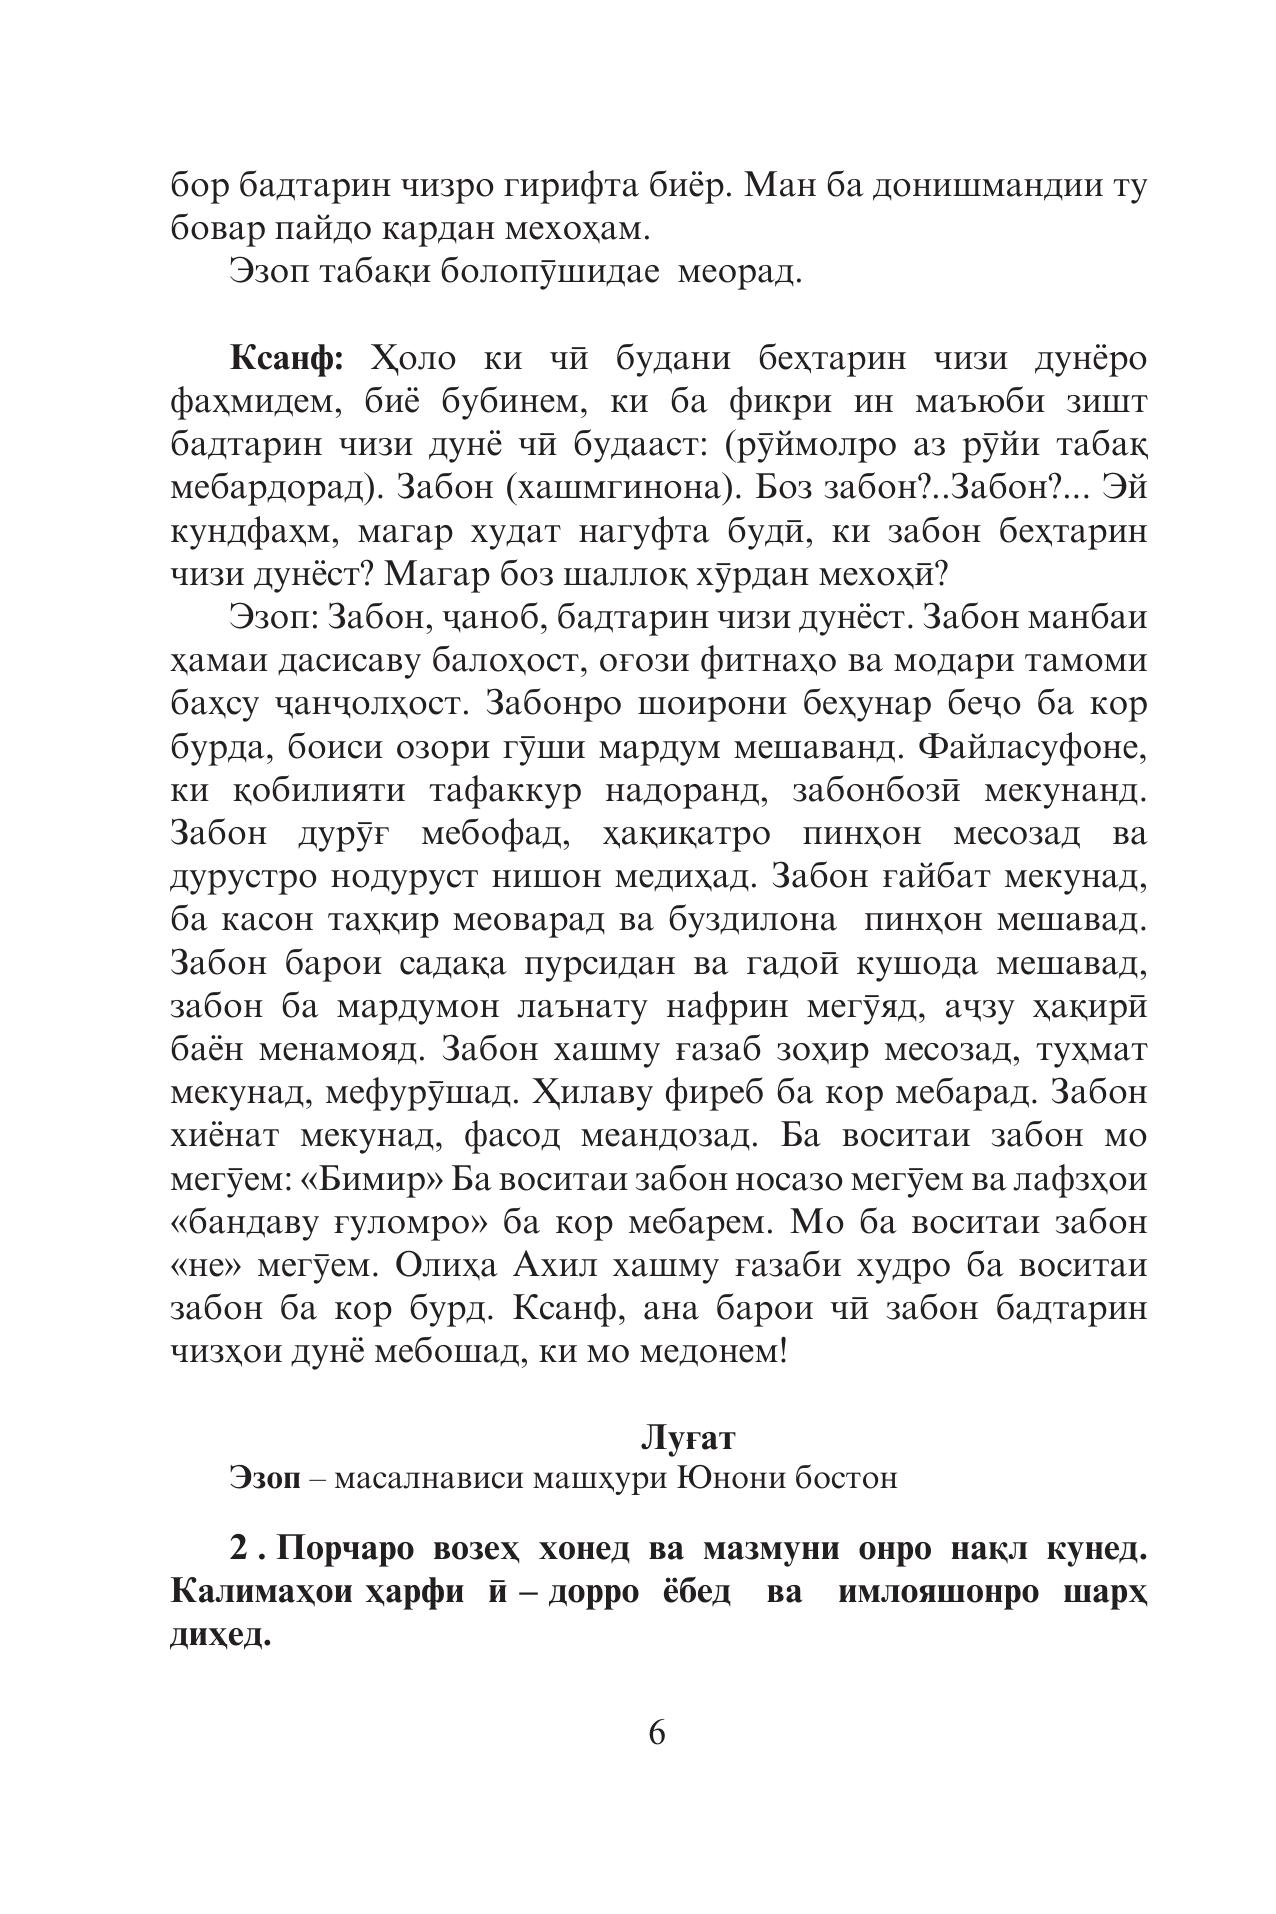 бор бадтарин чизро гирифта биёр. Ман ба донишмандии ту
бовар пайдо кардан мехоҳам.
Эзоп табақи болопӯшидае меорад.
Ксанф: Ҳоло ки чӣ будани беҳтарин чизи дунёро
фаҳмидем, биё бубинем, ки ба фикри ин маъюби зишт
бадтарин чизи дунё чӣ будааст: (рӯймолро аз рӯйи табақ
мебардорад). Забон (хашмгинона). Боз забон?..Забон?... Эй
кундфаҳм, магар худат нагуфта будӣ, ки забон беҳтарин
чизи дунёст? Магар боз шаллоқ хӯрдан мехоҳӣ?
Эзоп: Забон, ҷаноб, бадтарин чизи дунёст. Забон манбаи
ҳамаи дасисаву балоҳост, оғози фитнаҳо ва модари тамоми
баҳсу ҷанҷолҳост. Забонро шоирони беҳунар беҷо ба кор
бурда, боиси озори гӯши мардум мешаванд. Файласуфоне,
ки қобилияти тафаккур надоранд, забонбозӣ мекунанд.
Забон дурӯғ мебофад, ҳақиқатро пинҳон месозад ва
дурустро нодуруст нишон медиҳад. Забон ғайбат мекунад,
ба касон таҳқир меоварад ва буздилона пинҳон мешавад.
Забон барои садақа пурсидан ва гадоӣ кушода мешавад,
забон ба мардумон лаънату нафрин мегӯяд, аҷзу ҳақирӣ
баён менамояд. Забон хашму ғазаб зоҳир месозад, туҳмат
мекунад, мефурӯшад. Ҳилаву фиреб ба кор мебарад. Забон
хиёнат мекунад, фасод меандозад. Ба воситаи забон мо
мегӯем: «Бимир» Ба воситаи забон носазо мегӯем ва лафзҳои
«бандаву ғуломро» ба кор мебарем. Мо ба воситаи забон
«не» мегӯем. Олиҳа Ахил хашму ғазаби худро ба воситаи
забон ба кор бурд. Ксанф, ана барои чӣ забон бадтарин
чизҳои дунё мебошад, ки мо медонем!
Луғат
Эзоп – масалнависи машҳури Юнони бостон
2 . Порчаро возеҳ хонед ва мазмуни онро нақл кунед.
Калимаҳои ҳарфи ӣ – дорро ёбед ва имлояшонро шарҳ
диҳед.
6